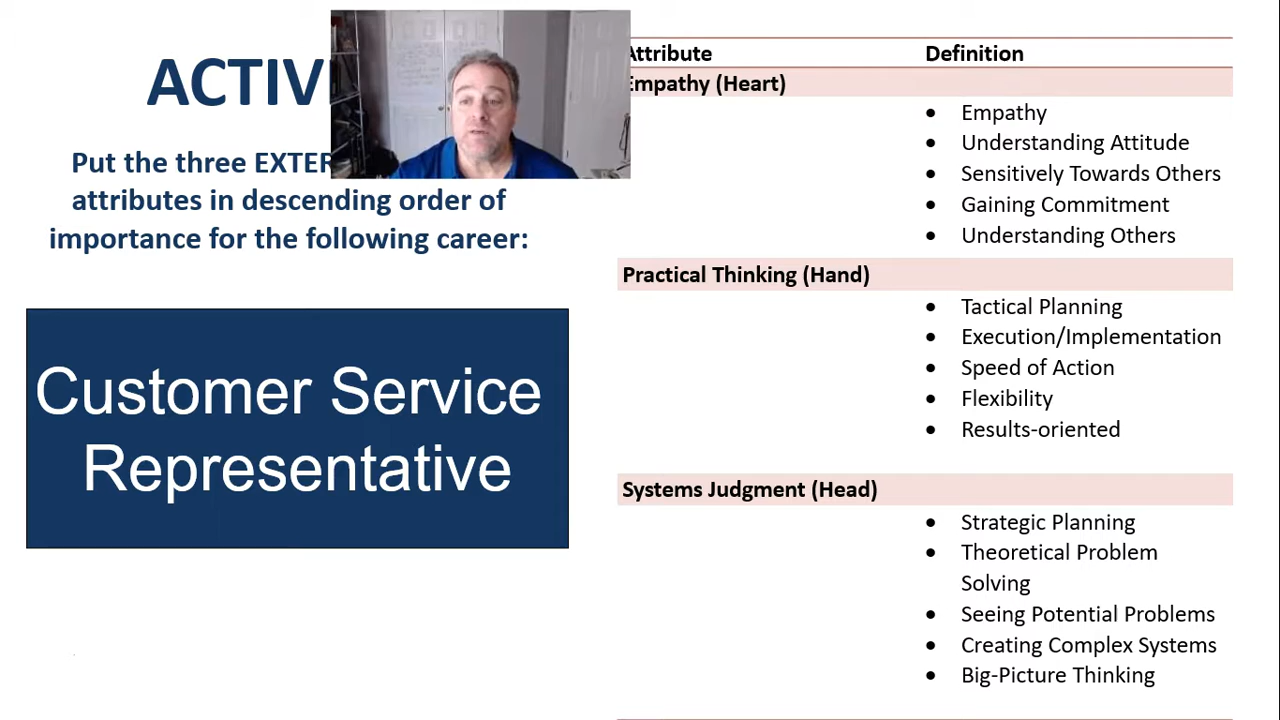 ACTIV
Put the three EXTER
attributes in descending order of
importance for the following career:
Customer Service
Representative
Attribute Definition
Empathy (Heart)
• Empathy
• Understanding Attitude
• Sensitively Towards Others
• Gaining Commitment
• Understanding Others
Practical Thinking (Hand)
• Tactical Planning
• Execution/Implementation
• Speed of Action
• Flexibility
• Results-oriented
Systems Judgment (Head)
• Strategic Planning
• Theoretical Problem
Solving
• Seeing Potential Problems
• Creating Complex Systems
• Big-Picture Thinking